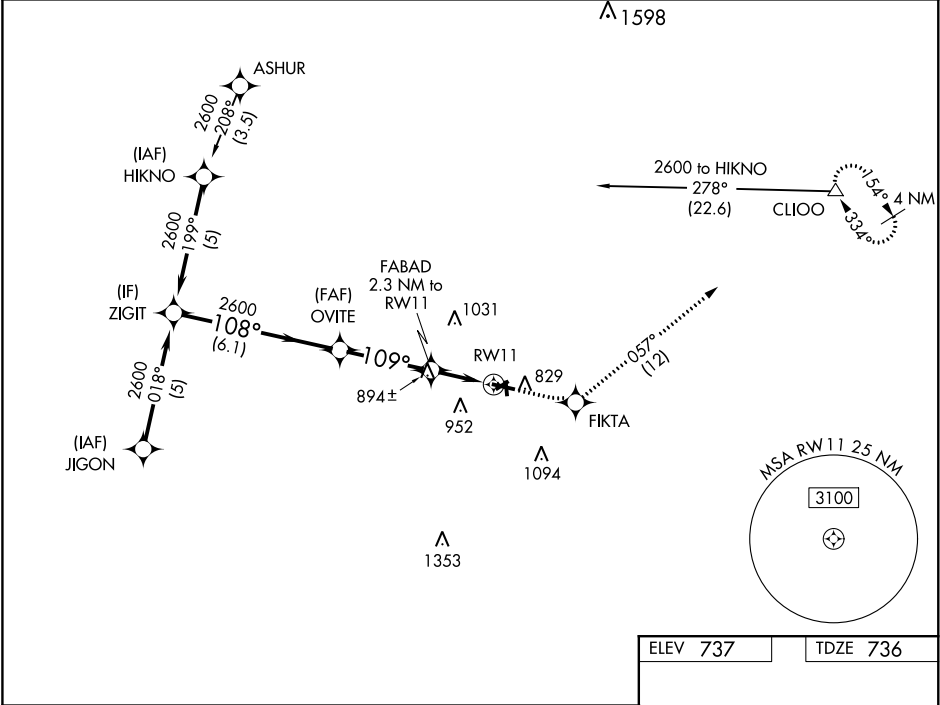 1598
ASHUR
2600
208°
(3.5)
(IAF)
HIKNO
2600
199°
(5)
2600 to HIKNO
278°
(22.6)
CLIOO
154°
4 NM
334°
(IF)
ZIGIT
2600
108°
(6.1)
(FAF)
OVITE
FABAD
2.3 NM to
RW11
1031
109°
RW11
894±
829
952
057°
(12)
FIKTA
2600
018°
(5)
(IAF)
JIGON
1094
1353
MSA RW11 25 NM
3100
ELEV 737
TDZE 736